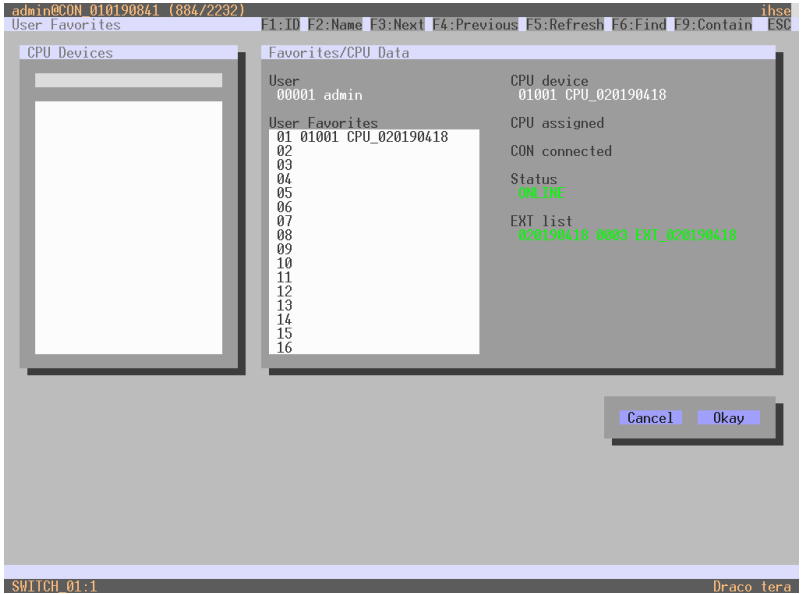 admin@CON_010190841 (884/2232) ihse
User Favorites F1:ID F2:Name F3:Next F4:Previous F5:Refresh F6:Find F9:Contain ESC
CPU Devices
Favorites/CPU Data
User
00001 admin
User Favorites
01 01001 CPU_020190418
02
03
04
05
06
07
08
09
10
11
12
13
14
15
16
CPU device
01001 CPU_020190418
CPU assigned
CON connected
Status
ONLINE
EXT list
020190418 0003 EXT_020190418
Cancel Okay
SWITCH_01:1 Draco tera